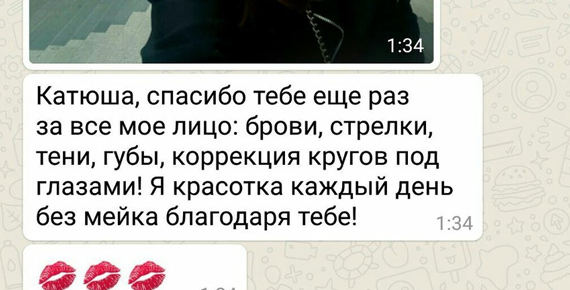 1:34
Катюша, спасибо тебе еще раз
за все мое лицо: брови, стрелки,
тени, губы, коррекция кругов под
глазами! Я красотка каждый день
без мейка благодаря тебе!
1:34